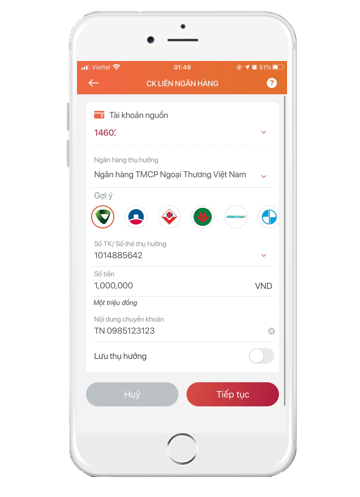 Viettel 01:49 51%
CK LIÊN NGÂN HÀNG
?
Tài khoản nguồn
1460
Ngân hàng thụ hưởng
Ngân hàng TMCP Ngoại Thương Việt Nam
Gợi ý
Số TK/ Số thẻ thụ hưởng
1014885642
Số tiền
1,000,000 VND
Một triệu đồng
Nội dung chuyển khoản
TN 0985123123
Lưu thụ hưởng
Huỷ Tiếp tục